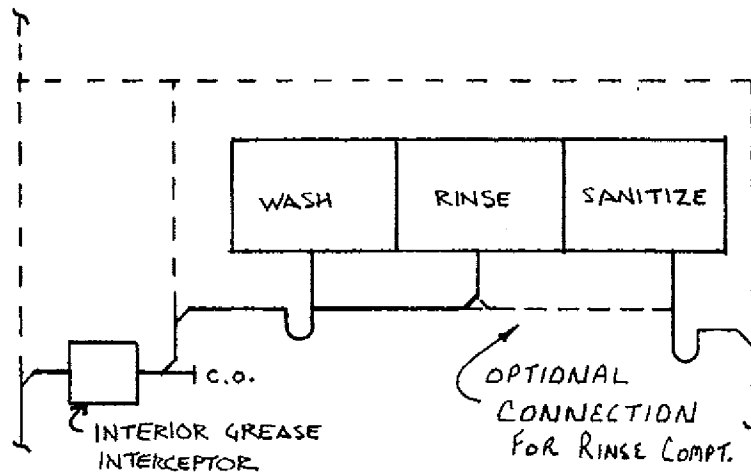 WASH RINSE SANITIZE
C.O.
OPTIONAL
CONNECTION
FOR RINSE COMPT.
INTERIOR GREASE
INTERCEPTOR